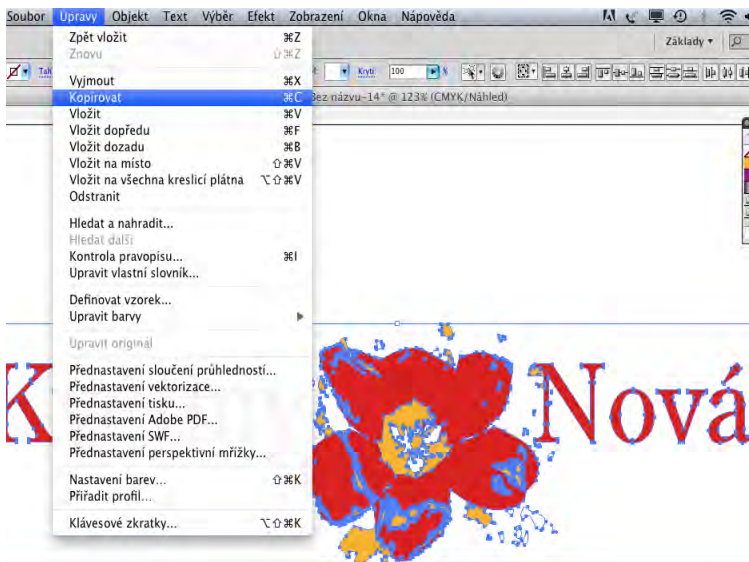 Soubor Úpravy Objekt Text Výběr Efekt Zobrazení Okna Nápověda
Základy
Krytí 100 %
Bez názvu-14* @ 123% (CMYK/Náhled)
Zpět vložit ⌘Z
Znovu ⇧⌘Z
Vyjmout ⌘X
Kopírovat ⌘C
Vložit ⌘V
Vložit dopředu ⌘F
Vložit dozadu ⌘B
Vložit na místo ⇧⌘V
Vložit na všechna kreslicí plátna ⌥⇧⌘V
Odstranit
Hledat a nahradit...
Hledat další
Kontrola pravopisu... ⌘I
Upravit vlastní slovník...
Definovat vzorek...
Upravit barvy
Upravit originál
Přednastavení sloučení průhledností...
Přednastavení vektorizace...
Přednastavení tisku...
Přednastavení Adobe PDF...
Přednastavení SWF...
Přednastavení perspektivní mřížky...
Nastavení barev... ⇧⌘K
Přiřadit profil...
Klávesové zkratky... ⌥⇧⌘K
K Nová